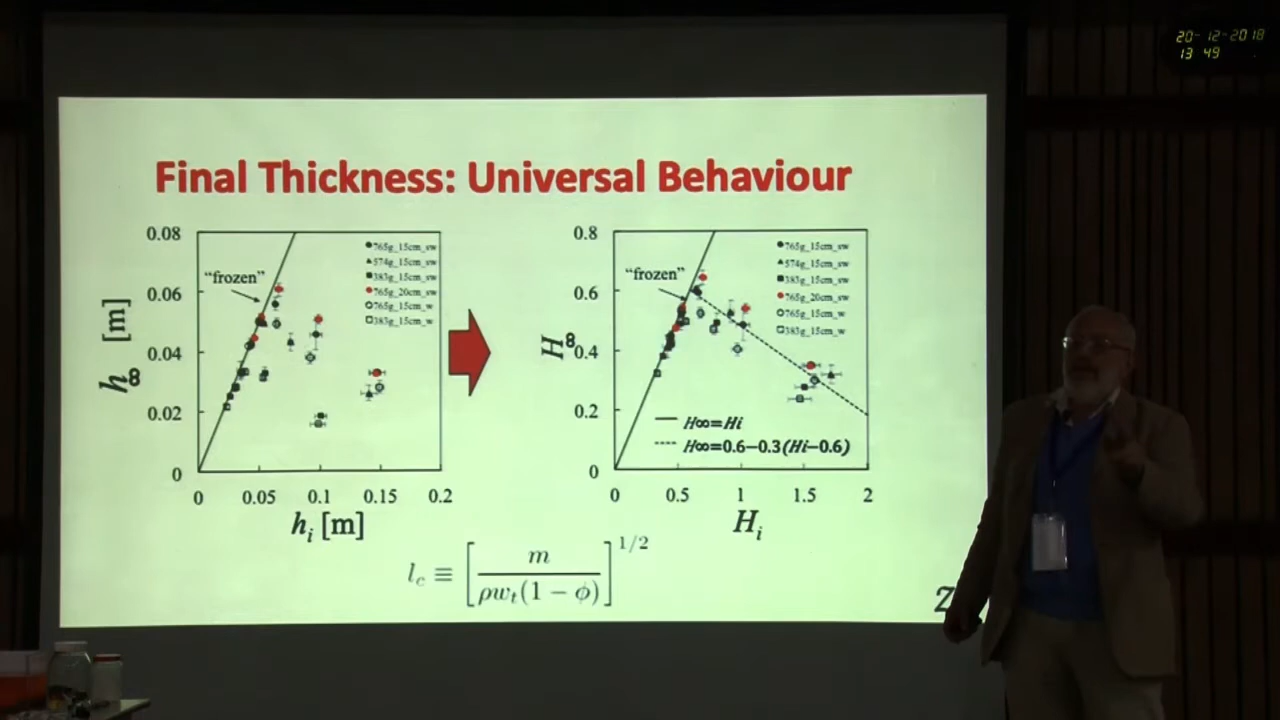 20-12-2018
13 49
Final Thickness: Universal Behaviour
0.08
0.06
0.04
0.02
0
"frozen"
765g_15cm_sw
574g_15cm_sw
383g_15cm_sw
765g_20cm_sw
765g_15cm_w
383g_15cm_w
h∞ [m]
0 0.05 0.1 0.15 0.2
hᵢ [m]
0.8
0.6
0.4
0.2
0
"frozen"
765g_15cm_sw
574g_15cm_sw
383g_15cm_sw
765g_20cm_sw
765g_15cm_w
383g_15cm_w
H∞
H∞=Hi
H∞=0.6−0.3(Hi−0.6)
0 0.5 1 1.5 2
Hᵢ
l_c ≡ [m / ρw_t(1 − ϕ)]^1/2